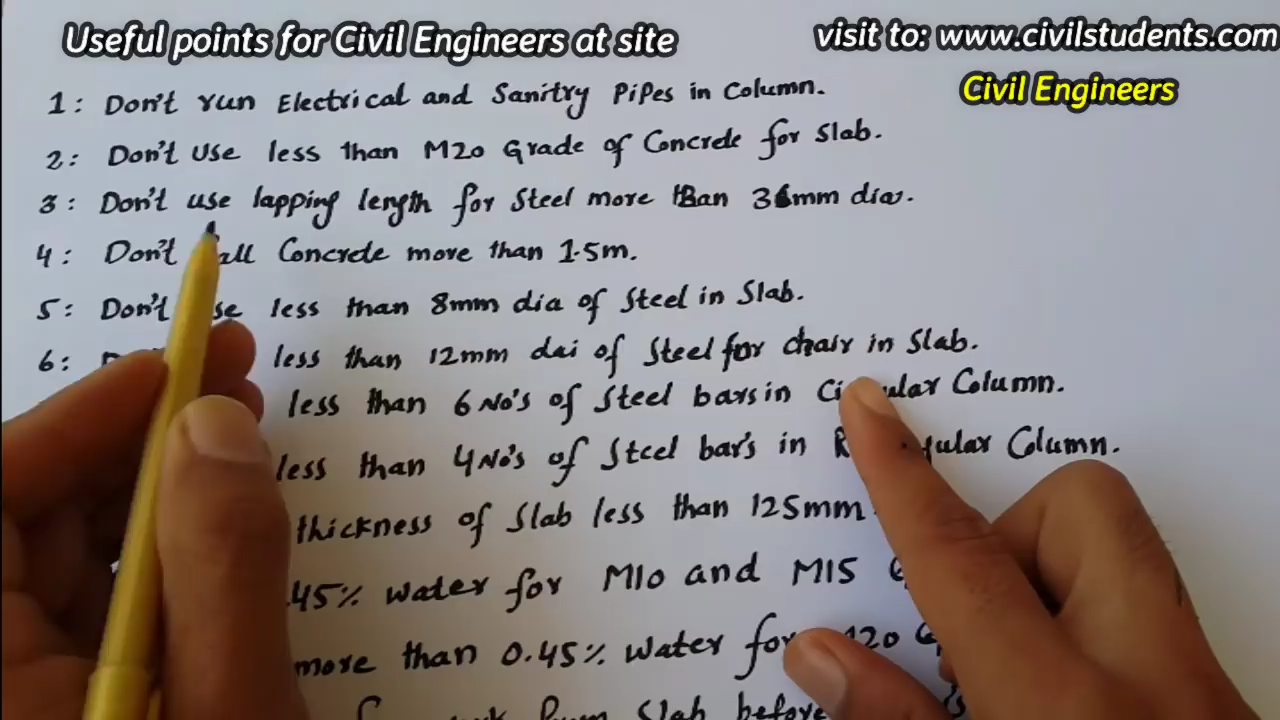 Useful points for Civil Engineers at site
visit to: www.civilstudents.com
Civil Engineers
1: Don't run Electrical and Sanitry Pipes in Column.
2: Don't Use less than M20 Grade of Concrete for Slab.
3: Don't use lapping length for Steel more than 36mm dia.
4: Don't Concrete more than 1.5m.
5: Don't less than 8mm dia of Steel in Slab.
6: less than 12mm dai of Steel for chair in Slab.
less than 6 No's of Steel bars in Column.
less than 4 No's of Steel bar's in Column.
thickness of Slab less than 125mm
45% water for M10 and M15
more than 0.45% water for
Slab before